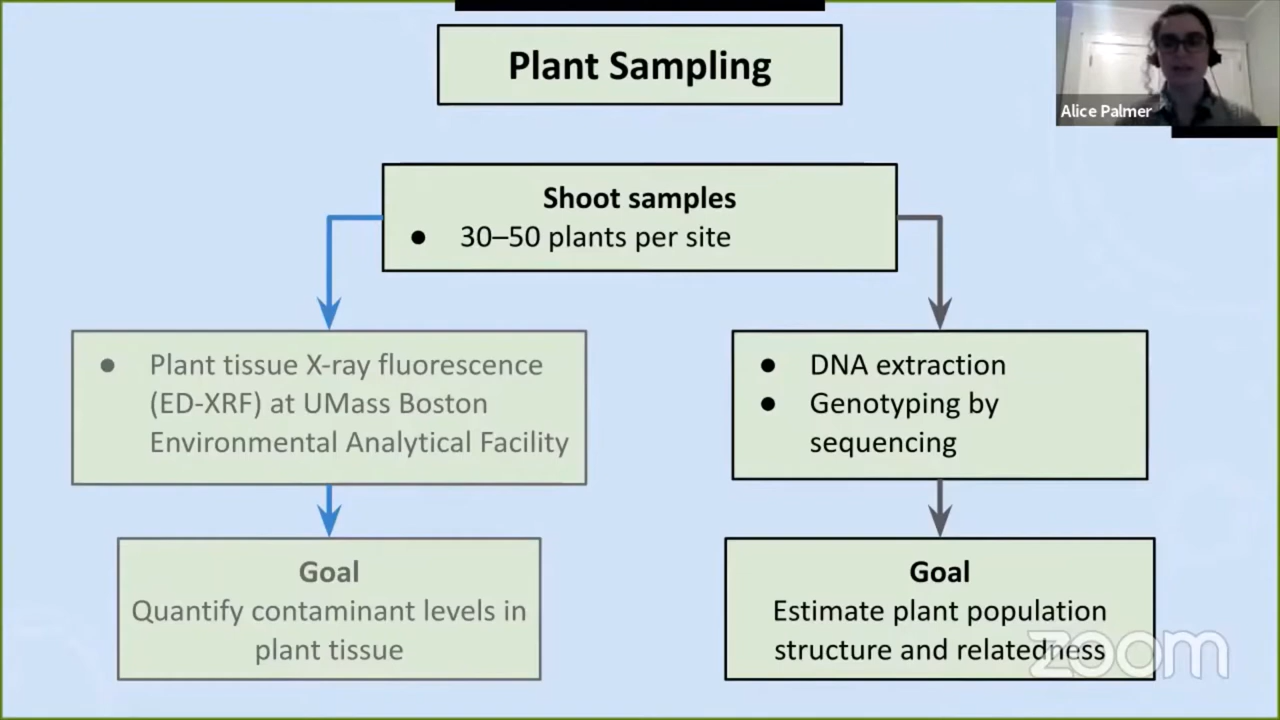 Plant Sampling
Alice Palmer
Shoot samples
● 30–50 plants per site
● Plant tissue X-ray fluorescence
(ED-XRF) at UMass Boston
Environmental Analytical Facility
● DNA extraction
● Genotyping by
sequencing
Goal
Quantify contaminant levels in
plant tissue
Goal
Estimate plant population
structure and relatedness
zoom